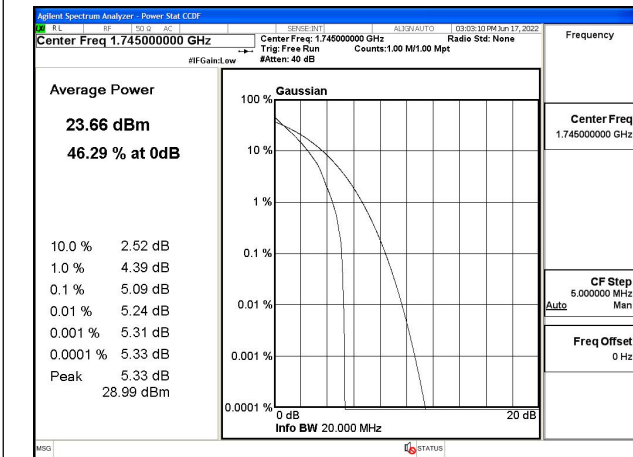 Agilent Spectrum Analyzer - Power Stat CCDF
RL RF 50 Ω AC SENSE:INT ALIGNAUTO 03:03:10 PM Jun 17, 2022
Center Freq 1.745000000 GHz
Center Freq: 1.745000000 GHz Radio Std: None
Trig: Free Run Counts:1.00 M/1.00 Mpt
#IFGain:Low #Atten: 40 dB
Frequency
Average Power
23.66 dBm
46.29 % at 0dB
10.0 % 2.52 dB
1.0 % 4.39 dB
0.1 % 5.09 dB
0.01 % 5.24 dB
0.001 % 5.31 dB
0.0001 % 5.33 dB
Peak 5.33 dB
28.99 dBm
Gaussian
100 %
10 %
1 %
0.1 %
0.01 %
0.001 %
0.0001 %
0 dB 20 dB
Info BW 20.000 MHz
Center Freq
1.745000000 GHz
CF Step
5.000000 MHz
Auto Man
Freq Offset
0 Hz
MSG STATUS